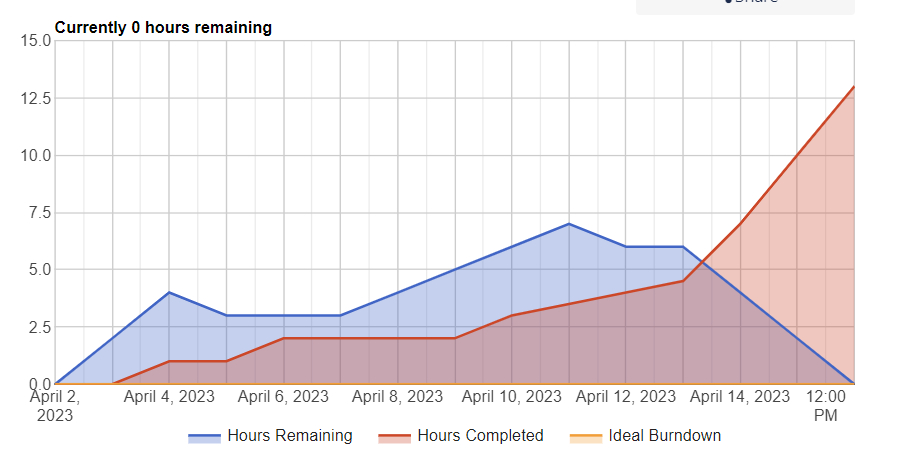 Share
Currently 0 hours remaining
15.0
12.5
10.0
7.5
5.0
2.5
0.0
April 2, 2023
April 4, 2023
April 6, 2023
April 8, 2023
April 10, 2023
April 12, 2023
April 14, 2023
12:00 PM
Hours Remaining
Hours Completed
Ideal Burndown